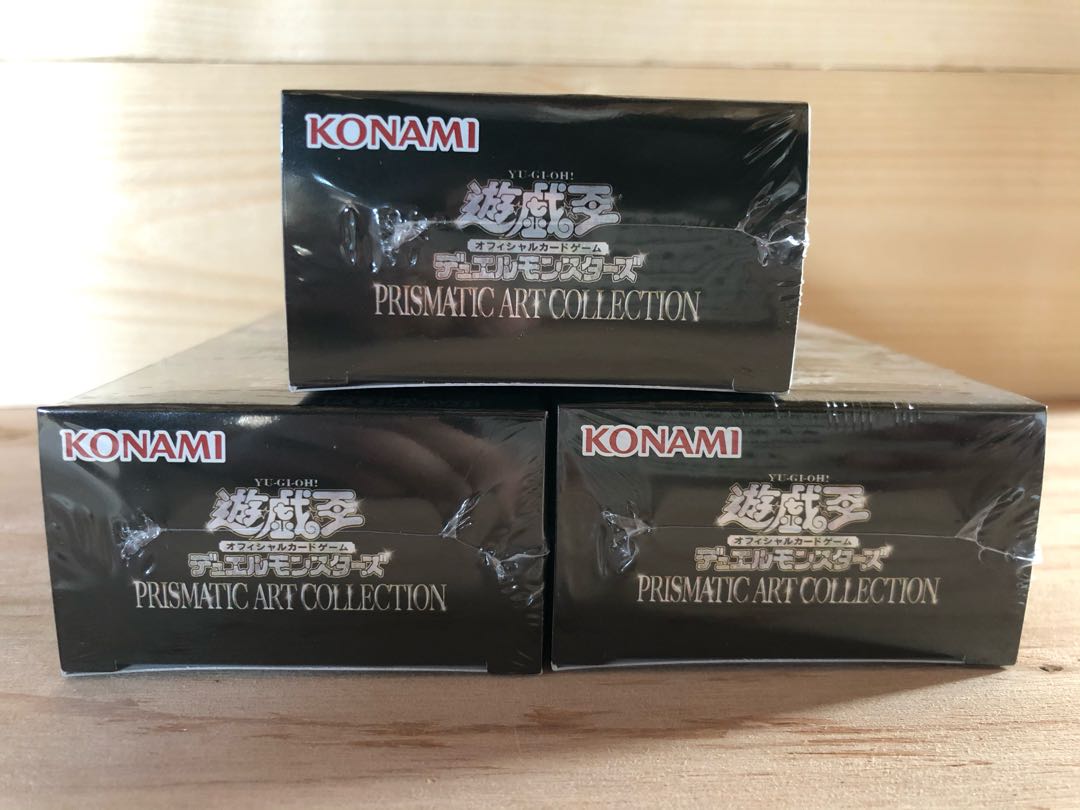 KONAMI
YU-GI-OH!
遊戯王
オフィシャルカードゲーム
デュエルモンスターズ
PRISMATIC ART COLLECTION
KONAMI
YU-GI-OH!
遊戯王
オフィシャルカードゲーム
デュエルモンスターズ
PRISMATIC ART COLLECTION
KONAMI
YU-GI-OH!
遊戯王
オフィシャルカードゲーム
デュエルモンスターズ
PRISMATIC ART COLLECTION